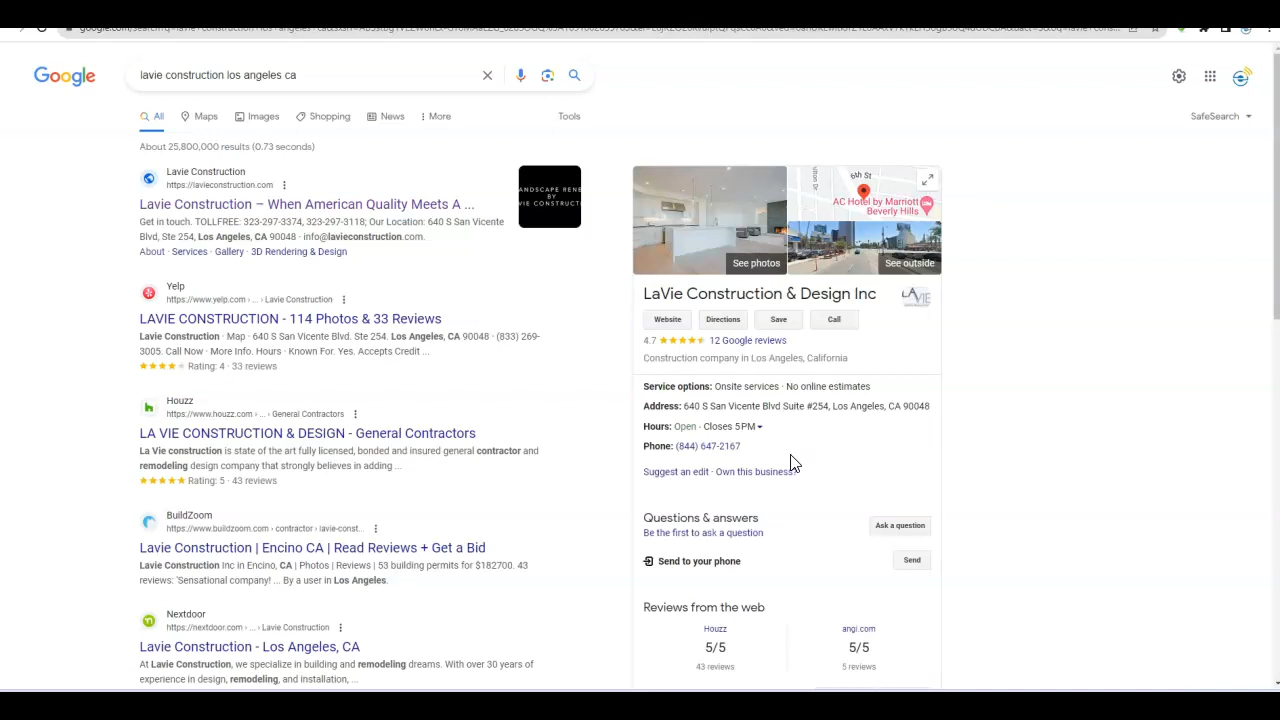 Google
lavie construction los angeles ca
All
Maps
Images
Shopping
News
More
Tools
SafeSearch
About 25,800,000 results (0.73 seconds)
Lavie Construction
https://lavieconstruction.com
Lavie Construction – When American Quality Meets A ...
Get in touch. TOLLFREE: 323-297-3374, 323-297-3118; Our Location: 640 S San Vicente
Blvd, Ste 254, Los Angeles, CA 90048 · info@lavieconstruction.com.
About · Services · Gallery · 3D Rendering & Design
Yelp
https://www.yelp.com › ... › Lavie Construction
LAVIE CONSTRUCTION - 114 Photos & 33 Reviews
Lavie Construction · Map · 640 S San Vicente Blvd. Ste 254. Los Angeles, CA 90048 · (833) 269-
3005. Call Now · More Info. Hours · Known For. Yes. Accepts Credit ...
Rating: 4 · 33 reviews
Houzz
https://www.houzz.com › ... › General Contractors
LA VIE CONSTRUCTION & DESIGN - General Contractors
La Vie construction is state of the art fully licensed, bonded and insured general contractor and
remodeling design company that strongly believes in adding ...
Rating: 5 · 43 reviews
BuildZoom
https://www.buildzoom.com › contractor › lavie-const...
Lavie Construction | Encino CA | Read Reviews + Get a Bid
Lavie Construction Inc in Encino, CA | Photos | Reviews | 53 building permits for $182700. 43
reviews: 'Sensational company! ... By a user in Los Angeles.
Nextdoor
https://nextdoor.com › ... › Lavie Construction
Lavie Construction - Los Angeles, CA
At Lavie Construction, we specialize in building and remodeling dreams. With over 30 years of
experience in design, remodeling, and installation, ...
ANDSCAPE RENE
BY
VIE CONSTRUCTI
See photos
6th St
AC Hotel by Marriott
Beverly Hills
See outside
LaVie Construction & Design Inc
LAVIE
Website
Directions
Save
Call
4.7
12 Google reviews
Construction company in Los Angeles, California
Service options: Onsite services · No online estimates
Address: 640 S San Vicente Blvd Suite #254, Los Angeles, CA 90048
Hours: Open · Closes 5 PM
Phone: (844) 647-2167
Suggest an edit · Own this business?
Questions & answers
Be the first to ask a question
Ask a question
Send to your phone
Send
Reviews from the web
Houzz
5/5
43 reviews
angi.com
5/5
5 reviews